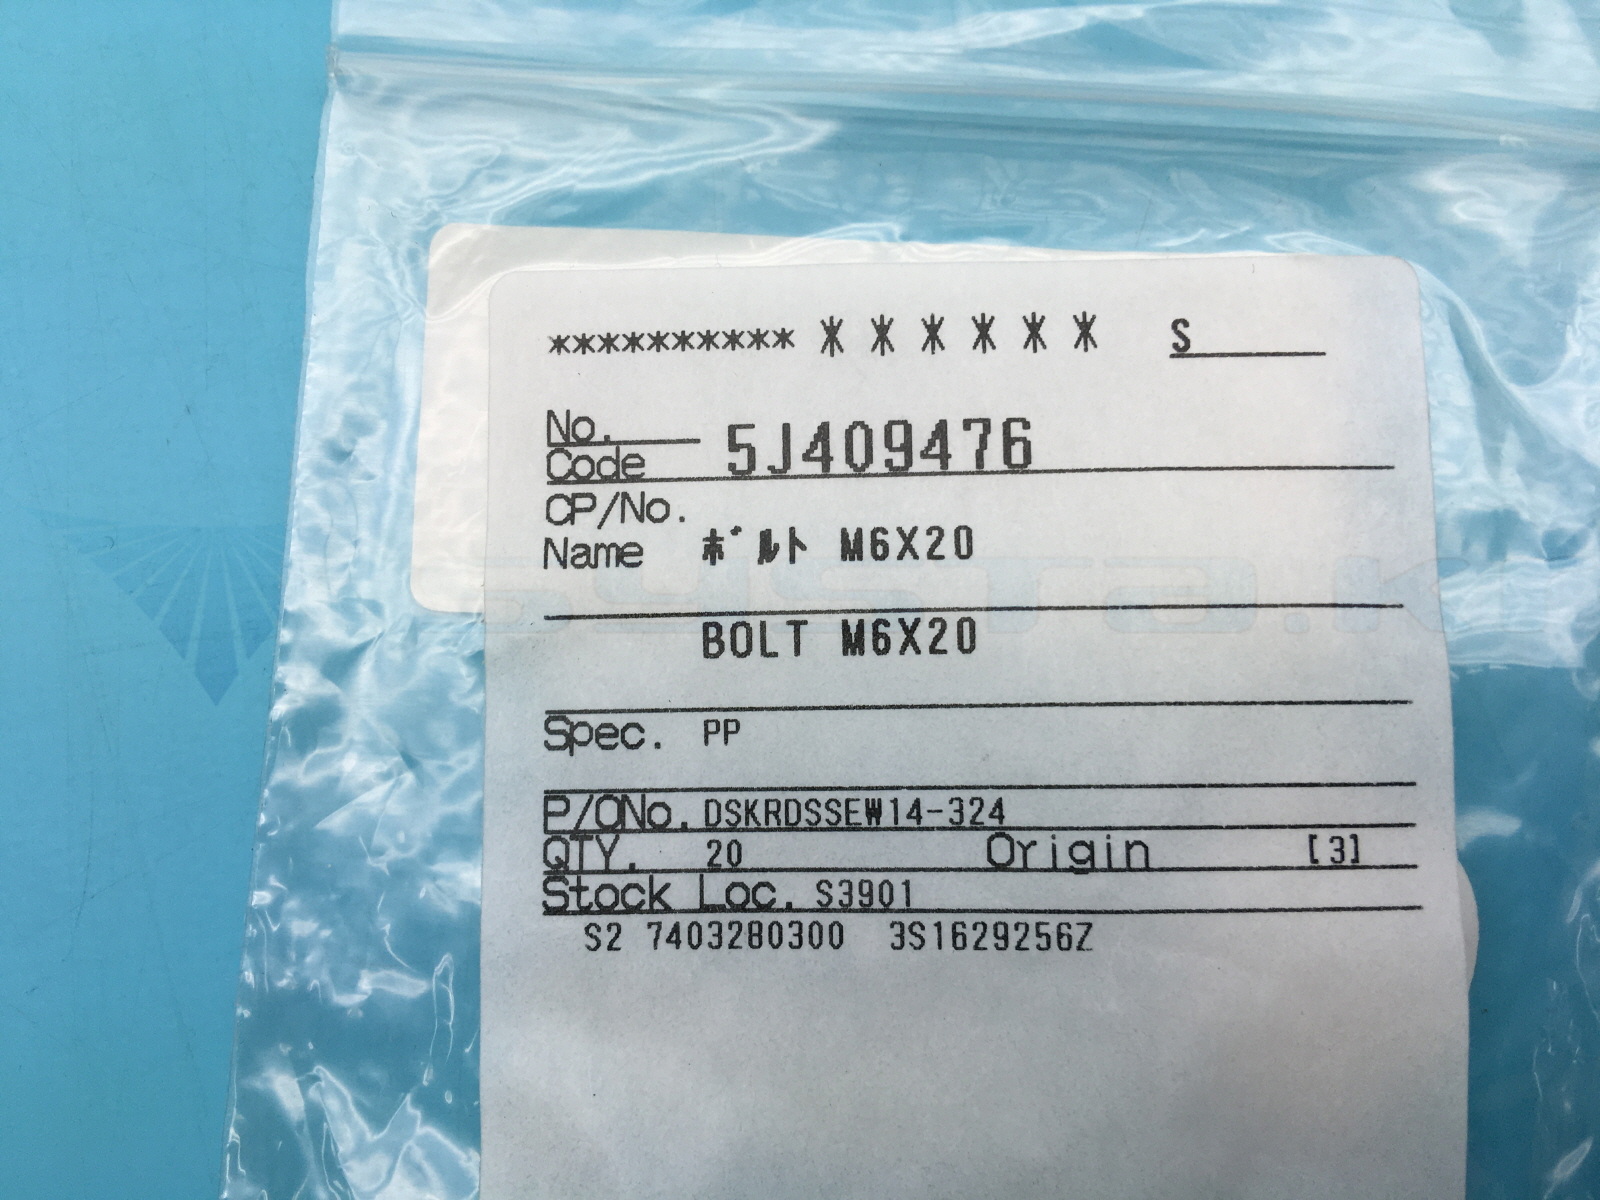 ********** * * * * * * S
No.
Code 5J409476
CP/No.
Name ボルト M6X20
BOLT M6X20
Spec. PP
P/ONo. DSKRDSSEW14-324
QTY. 20 Origin [3]
Stock Loc. S3901
S2 7403280300 3S1629256Z